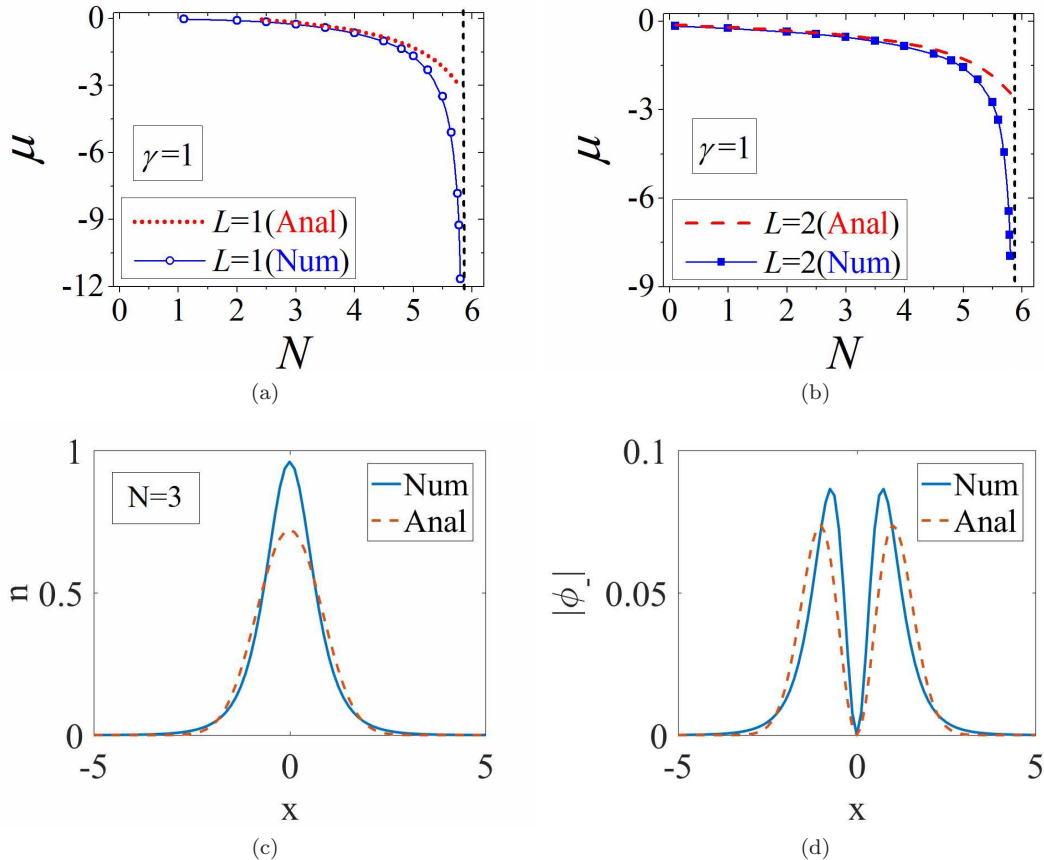 0
-3
-6
-9
-12
μ
γ=1
L=1(Anal)
L=1(Num)
0 1 2 3 4 5 6
N
(a)
0
-3
-6
-9
μ
γ=1
L=2(Anal)
L=2(Num)
0 1 2 3 4 5 6
N
(b)
1
0.5
0
n
N=3
Num
Anal
-5 0 5
x
(c)
0.1
0.05
0
|ϕ_-|
Num
Anal
-5 0 5
x
(d)